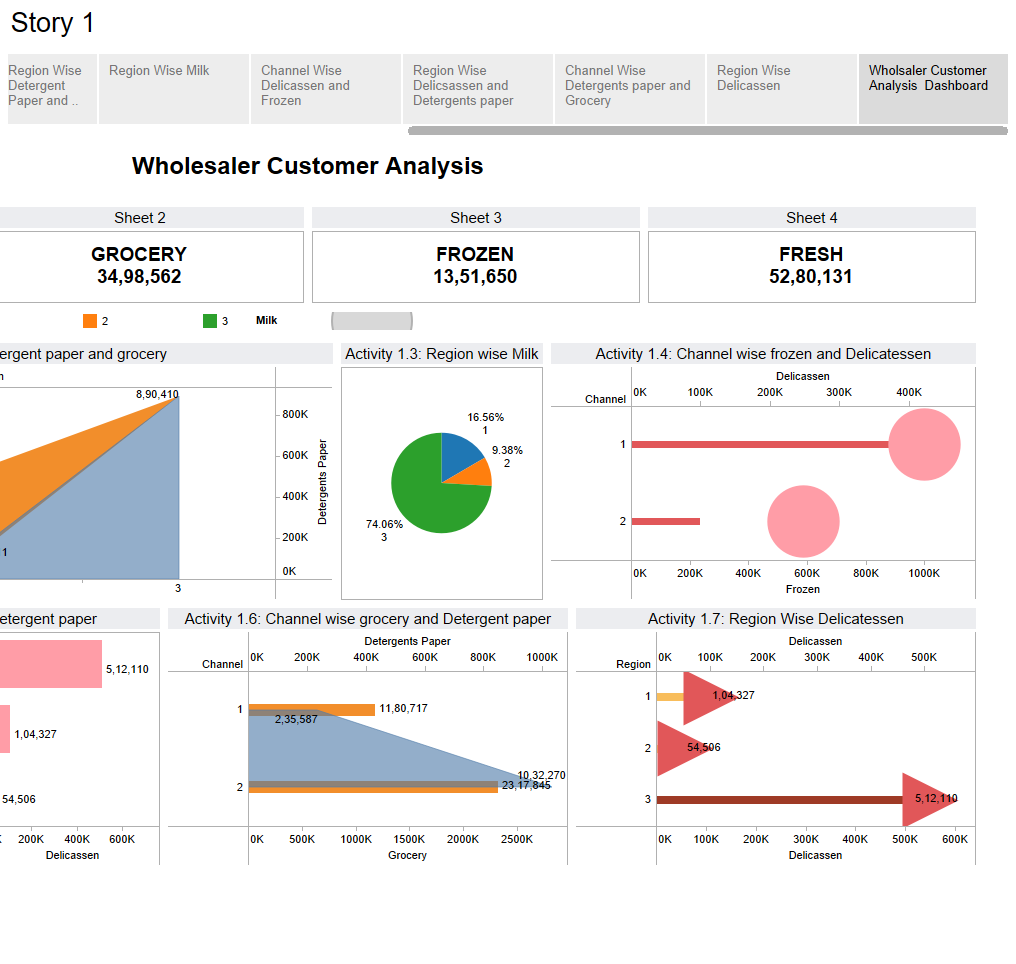 Story 1
Region Wise
Detergent
Paper and ..
Region Wise Milk
Channel Wise
Delicassen and
Frozen
Region Wise
Delicsassen and
Detergents paper
Channel Wise
Detergents paper and
Grocery
Region Wise
Delicassen
Wholsaler Customer
Analysis Dashboard
Wholesaler Customer Analysis
Sheet 2
Sheet 3
Sheet 4
GROCERY
34,98,562
FROZEN
13,51,650
FRESH
52,80,131
2
3
Milk
ergent paper and grocery
8,90,410
800K
600K
400K
200K
0K
Detergents Paper
1
3
Activity 1.3: Region wise Milk
16.56%
1
9.38%
2
74.06%
3
Activity 1.4: Channel wise frozen and Delicatessen
Delicassen
Channel
0K 100K 200K 300K 400K
1
2
0K 200K 400K 600K 800K 1000K
Frozen
etergent paper
5,12,110
1,04,327
54,506
200K 400K 600K
Delicassen
Activity 1.6: Channel wise grocery and Detergent paper
Detergents Paper
Channel
0K 200K 400K 600K 800K 1000K
1
11,80,717
2,35,587
10,32,270
2
23,17,845
0K 500K 1000K 1500K 2000K 2500K
Grocery
Activity 1.7: Region Wise Delicatessen
Delicassen
Region
0K 100K 200K 300K 400K 500K
1
1,04,327
2
54,506
3
5,12,110
0K 100K 200K 300K 400K 500K 600K
Delicassen